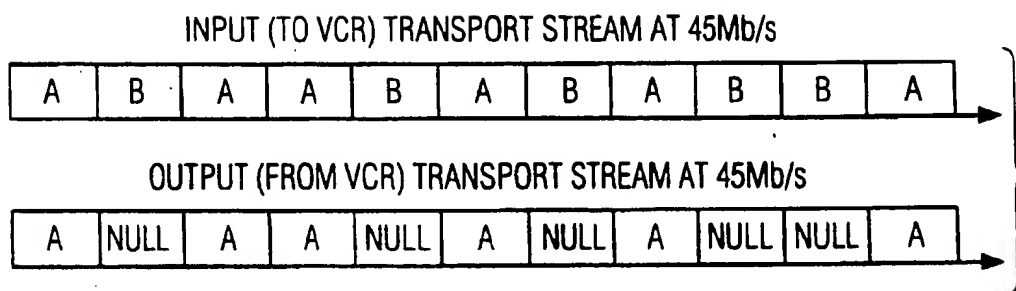 INPUT (TO VCR) TRANSPORT STREAM AT 45Mb/s
A B A A B A B A B B A
OUTPUT (FROM VCR) TRANSPORT STREAM AT 45Mb/s
A NULL A A NULL A NULL A NULL NULL A